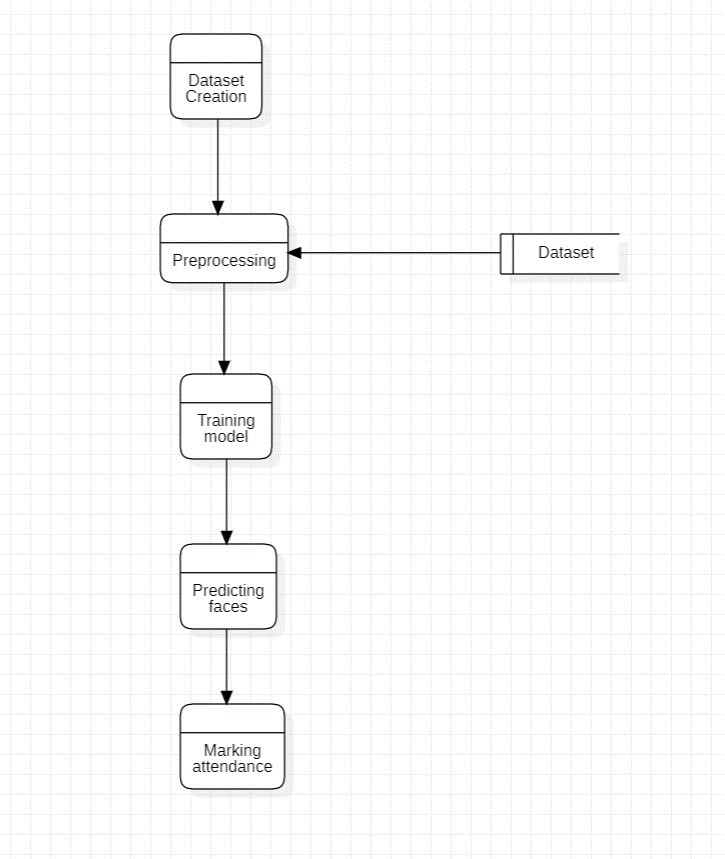 Dataset
Creation
Preprocessing
Dataset
Training
model
Predicting
faces
Marking
attendance